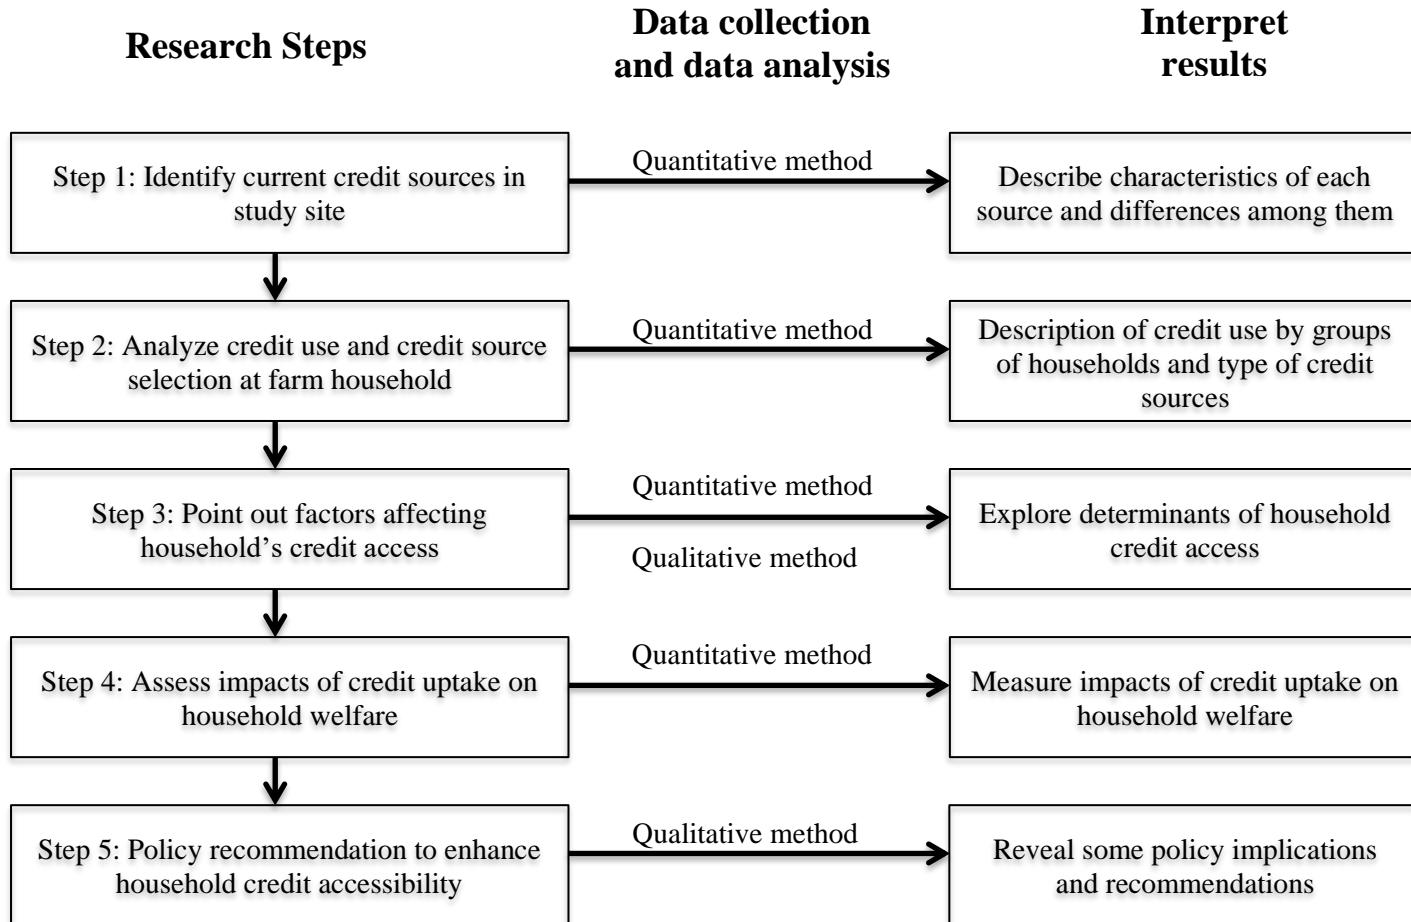 Research Steps
Data collection
and data analysis
Interpret
results
Step 1: Identify current credit sources in
study site
Quantitative method
Describe characteristics of each
source and differences among them
Step 2: Analyze credit use and credit source
selection at farm household
Quantitative method
Description of credit use by groups
of households and type of credit
sources
Step 3: Point out factors affecting
household’s credit access
Quantitative method
Qualitative method
Explore determinants of household
credit access
Step 4: Assess impacts of credit uptake on
household welfare
Quantitative method
Measure impacts of credit uptake on
household welfare
Step 5: Policy recommendation to enhance
household credit accessibility
Qualitative method
Reveal some policy implications
and recommendations